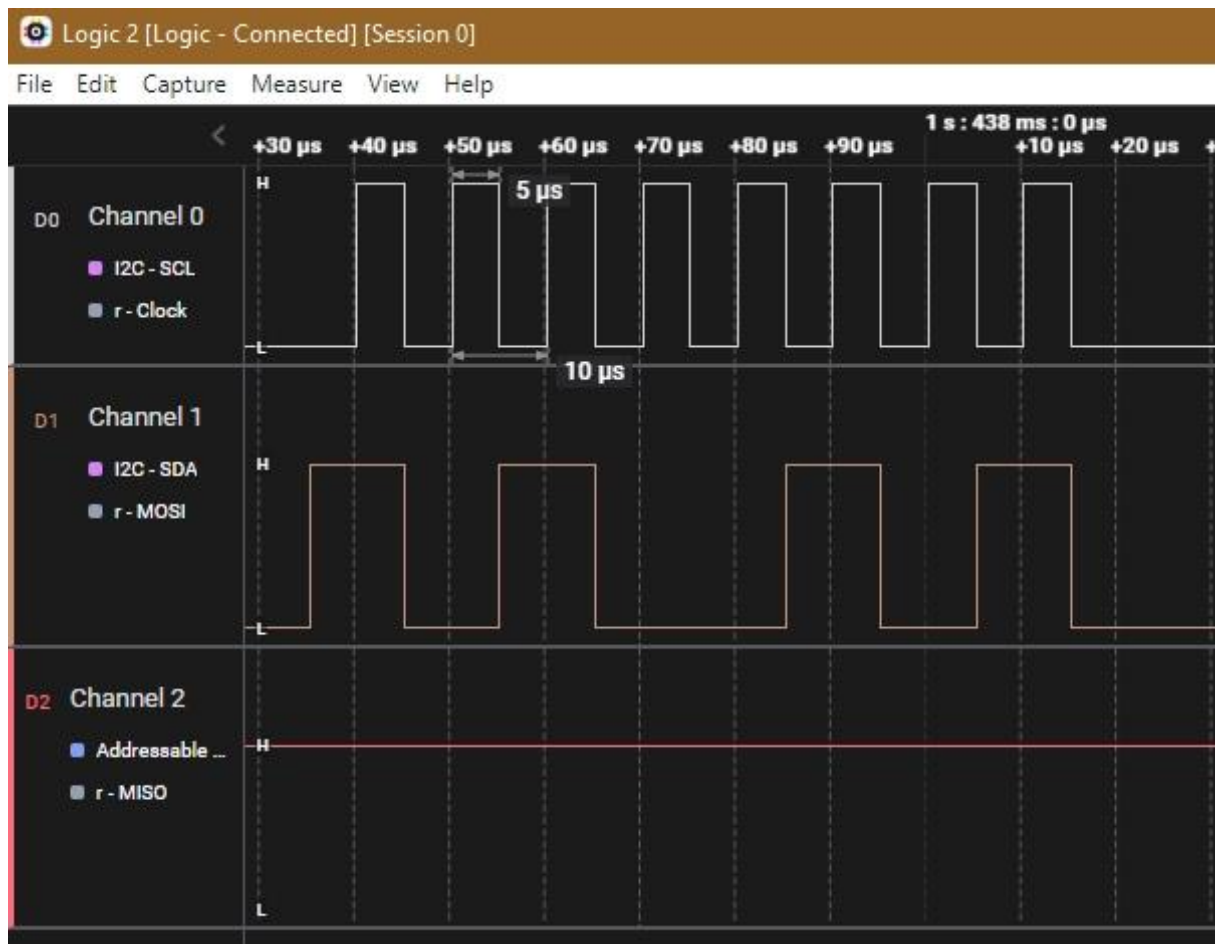 Logic 2 [Logic - Connected] [Session 0]
File Edit Capture Measure View Help
1 s : 438 ms : 0 µs
+30 µs +40 µs +50 µs +60 µs +70 µs +80 µs +90 µs +10 µs +20 µs +
H
5 µs
D0 Channel 0
I2C - SCL
r - Clock
L
10 µs
D1 Channel 1
I2C - SDA
H
r - MOSI
L
D2 Channel 2
Addressable ...
H
r - MISO
L